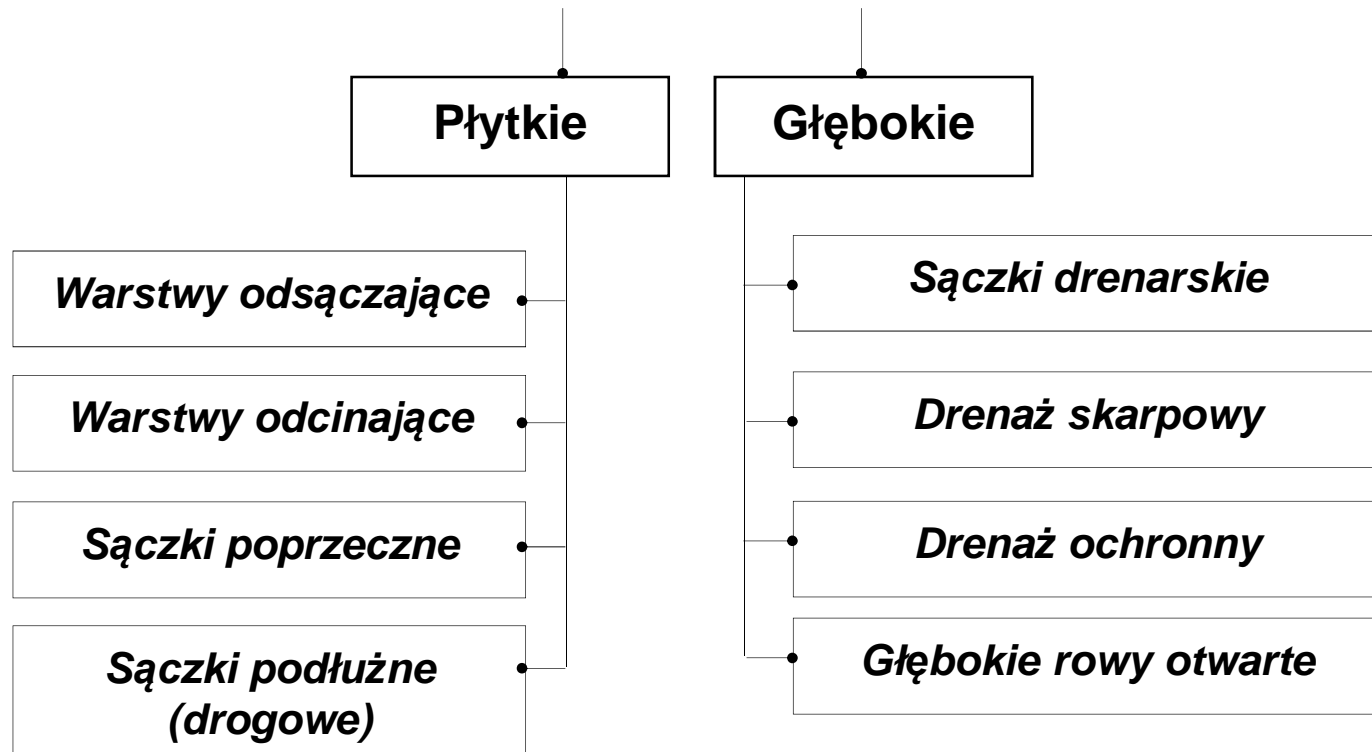 Płytkie
Głębokie
Warstwy odsączające
Warstwy odcinające
Sączki poprzeczne
Sączki podłużne
(drogowe)
Sączki drenarskie
Drenaż skarpowy
Drenaż ochronny
Głębokie rowy otwarte